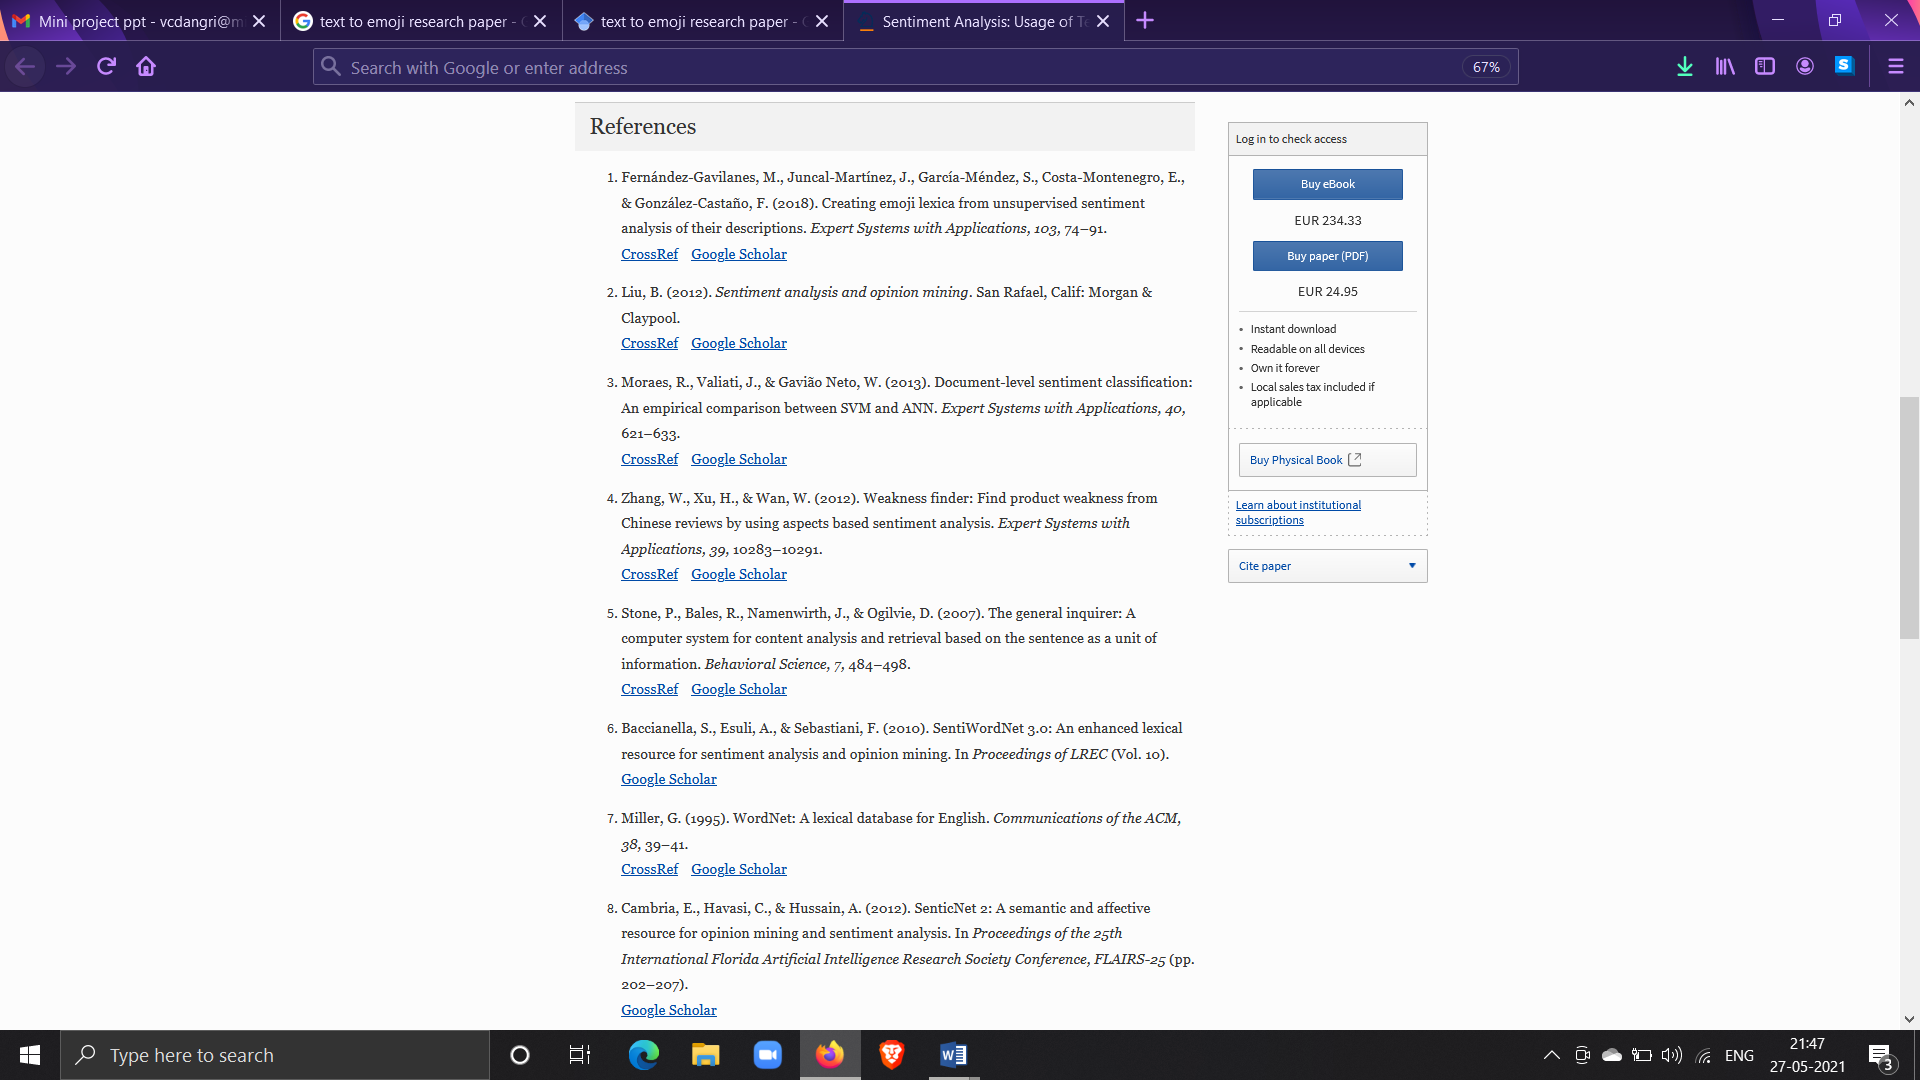 Mini project ppt - vcdangri@m
text to emoji research paper -
text to emoji research paper -
Sentiment Analysis: Usage of Te
Search with Google or enter address
67%
References
1. Fernández-Gavilanes, M., Juncal-Martínez, J., García-Méndez, S., Costa-Montenegro, E.,
& González-Castaño, F. (2018). Creating emoji lexica from unsupervised sentiment
analysis of their descriptions. Expert Systems with Applications, 103, 74–91.
CrossRef Google Scholar
2. Liu, B. (2012). Sentiment analysis and opinion mining. San Rafael, Calif: Morgan &
Claypool.
CrossRef Google Scholar
3. Moraes, R., Valiati, J., & Gavião Neto, W. (2013). Document-level sentiment classification:
An empirical comparison between SVM and ANN. Expert Systems with Applications, 40,
621–633.
CrossRef Google Scholar
4. Zhang, W., Xu, H., & Wan, W. (2012). Weakness finder: Find product weakness from
Chinese reviews by using aspects based sentiment analysis. Expert Systems with
Applications, 39, 10283–10291.
CrossRef Google Scholar
5. Stone, P., Bales, R., Namenwirth, J., & Ogilvie, D. (2007). The general inquirer: A
computer system for content analysis and retrieval based on the sentence as a unit of
information. Behavioral Science, 7, 484–498.
CrossRef Google Scholar
6. Baccianella, S., Esuli, A., & Sebastiani, F. (2010). SentiWordNet 3.0: An enhanced lexical
resource for sentiment analysis and opinion mining. In Proceedings of LREC (Vol. 10).
Google Scholar
7. Miller, G. (1995). WordNet: A lexical database for English. Communications of the ACM,
38, 39–41.
CrossRef Google Scholar
8. Cambria, E., Havasi, C., & Hussain, A. (2012). SenticNet 2: A semantic and affective
resource for opinion mining and sentiment analysis. In Proceedings of the 25th
International Florida Artificial Intelligence Research Society Conference, FLAIRS-25 (pp.
202–207).
Google Scholar
Log in to check access
Buy eBook
EUR 234.33
Buy paper (PDF)
EUR 24.95
• Instant download
• Readable on all devices
• Own it forever
• Local sales tax included if
applicable
Buy Physical Book
Learn about institutional
subscriptions
Cite paper
Type here to search
ENG
21:47
27-05-2021
3